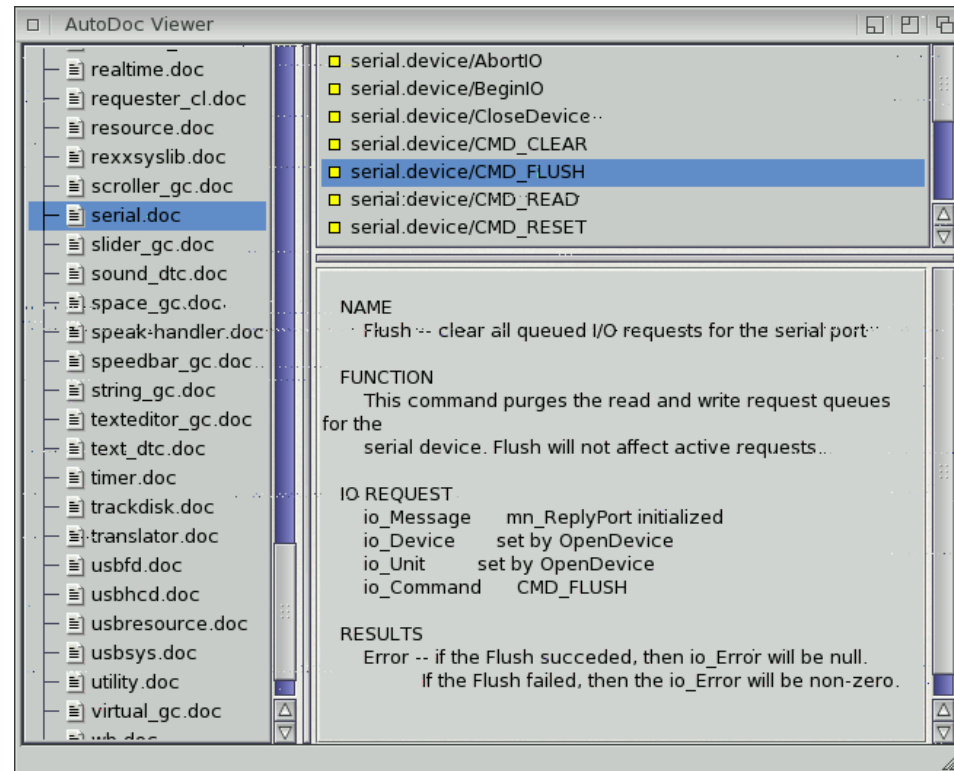 AutoDoc Viewer
realtime.doc
requester_cl.doc
resource.doc
rexxsyslib.doc
scroller_gc.doc
serial.doc
slider_gc.doc
sound_dtc.doc
space_gc.doc
speak-handler.doc
speedbar_gc.doc
string_gc.doc
texteditor_gc.doc
text_dtc.doc
timer.doc
trackdisk.doc
translator.doc
usbfd.doc
usbhcd.doc
usbresource.doc
usbsys.doc
utility.doc
virtual_gc.doc
serial.device/AbortIO
serial.device/BeginIO
serial.device/CloseDevice
serial.device/CMD_CLEAR
serial.device/CMD_FLUSH
serial.device/CMD_READ
serial.device/CMD_RESET
NAME
Flush -- clear all queued I/O requests for the serial port
FUNCTION
This command purges the read and write request queues
for the
serial device. Flush will not affect active requests.
IO REQUEST
io_Message mn_ReplyPort initialized
io_Device set by OpenDevice
io_Unit set by OpenDevice
io_Command CMD_FLUSH
RESULTS
Error -- if the Flush succeded, then io_Error will be null.
If the Flush failed, then the io_Error will be non-zero.